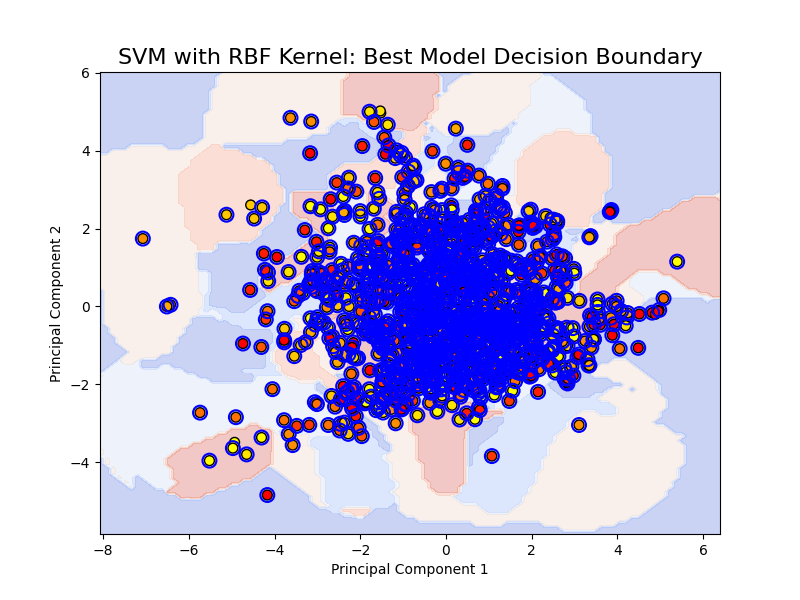 SVM with RBF Kernel: Best Model Decision Boundary
6
4
2
0
−2
−4
Principal Component 2
−8 −6 −4 −2 0 2 4 6
Principal Component 1